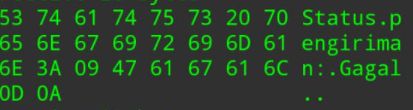 53 74 61 74 75 73 20 70 Status.p
65 6E 67 69 72 69 6D 61 engirima
6E 3A 09 47 61 67 61 6C n:.Gagal
0D 0A ..